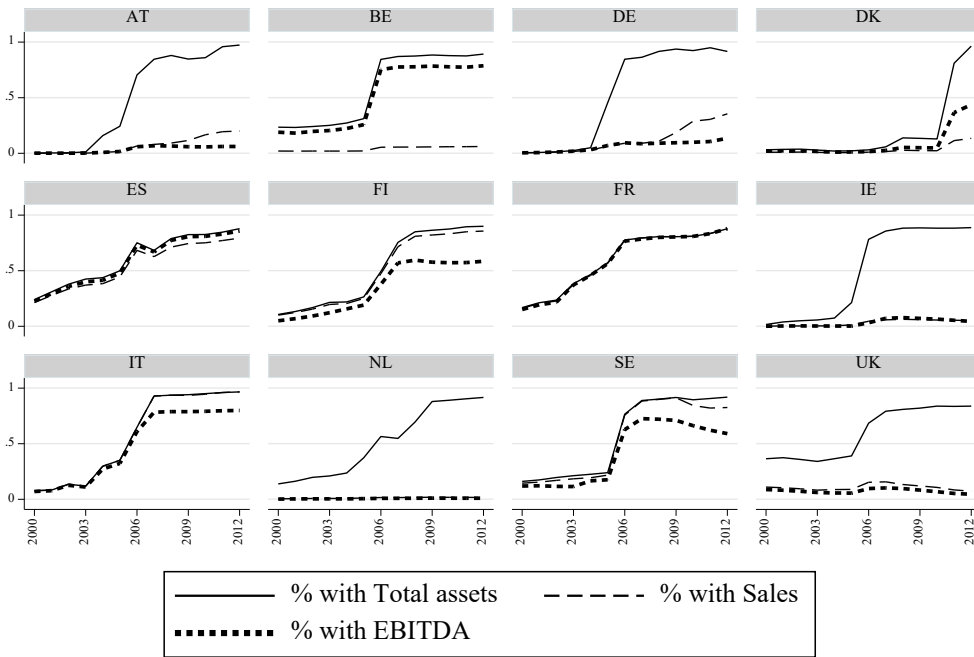 AT BE DE DK
1
.5
0
ES FI FR IE
1
.5
0
IT NL SE UK
1
.5
0
2000 2003 2006 2009 2012 2000 2003 2006 2009 2012 2000 2003 2006 2009 2012 2000 2003 2006 2009 2012
% with Total assets % with Sales
% with EBITDA